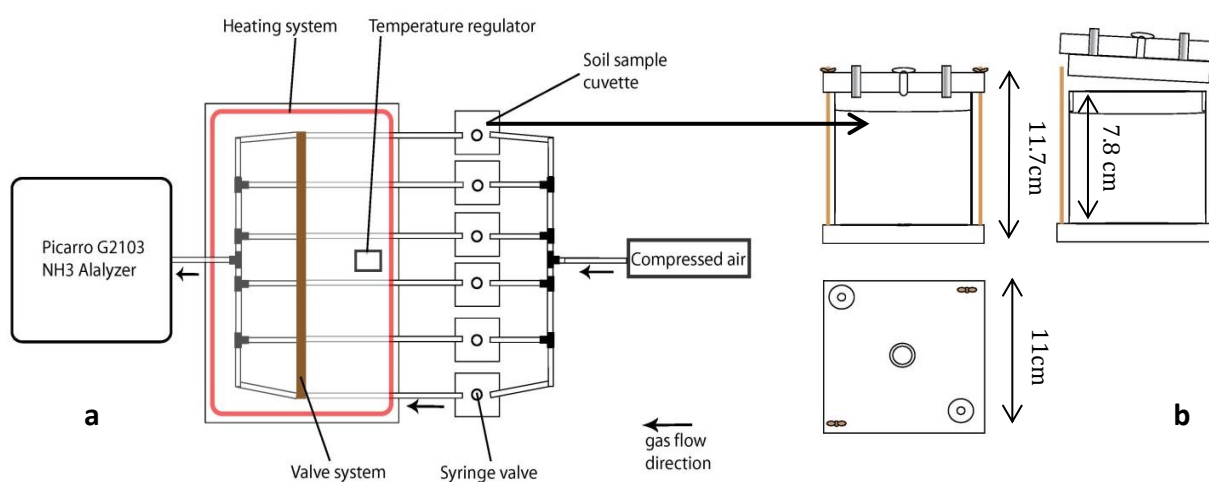 Heating system
Temperature regulator
Soil sample
cuvette
Picarro G2103
NH3 Alalyzer
Compressed air
a
Valve system
Syringe valve
gas flow
direction
11.7cm
7.8 cm
11cm
b